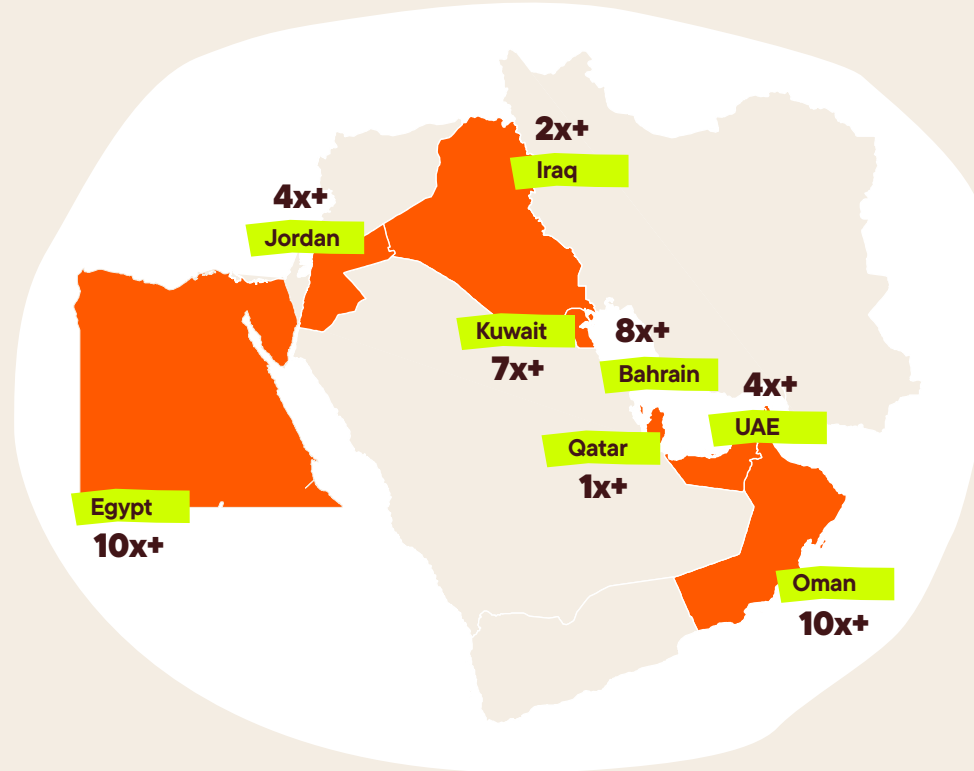 2x+
Iraq
4x+
Jordan
Kuwait
7x+
8x+
Bahrain
4x+
UAE
Qatar
1x+
Egypt
10x+
Oman
10x+